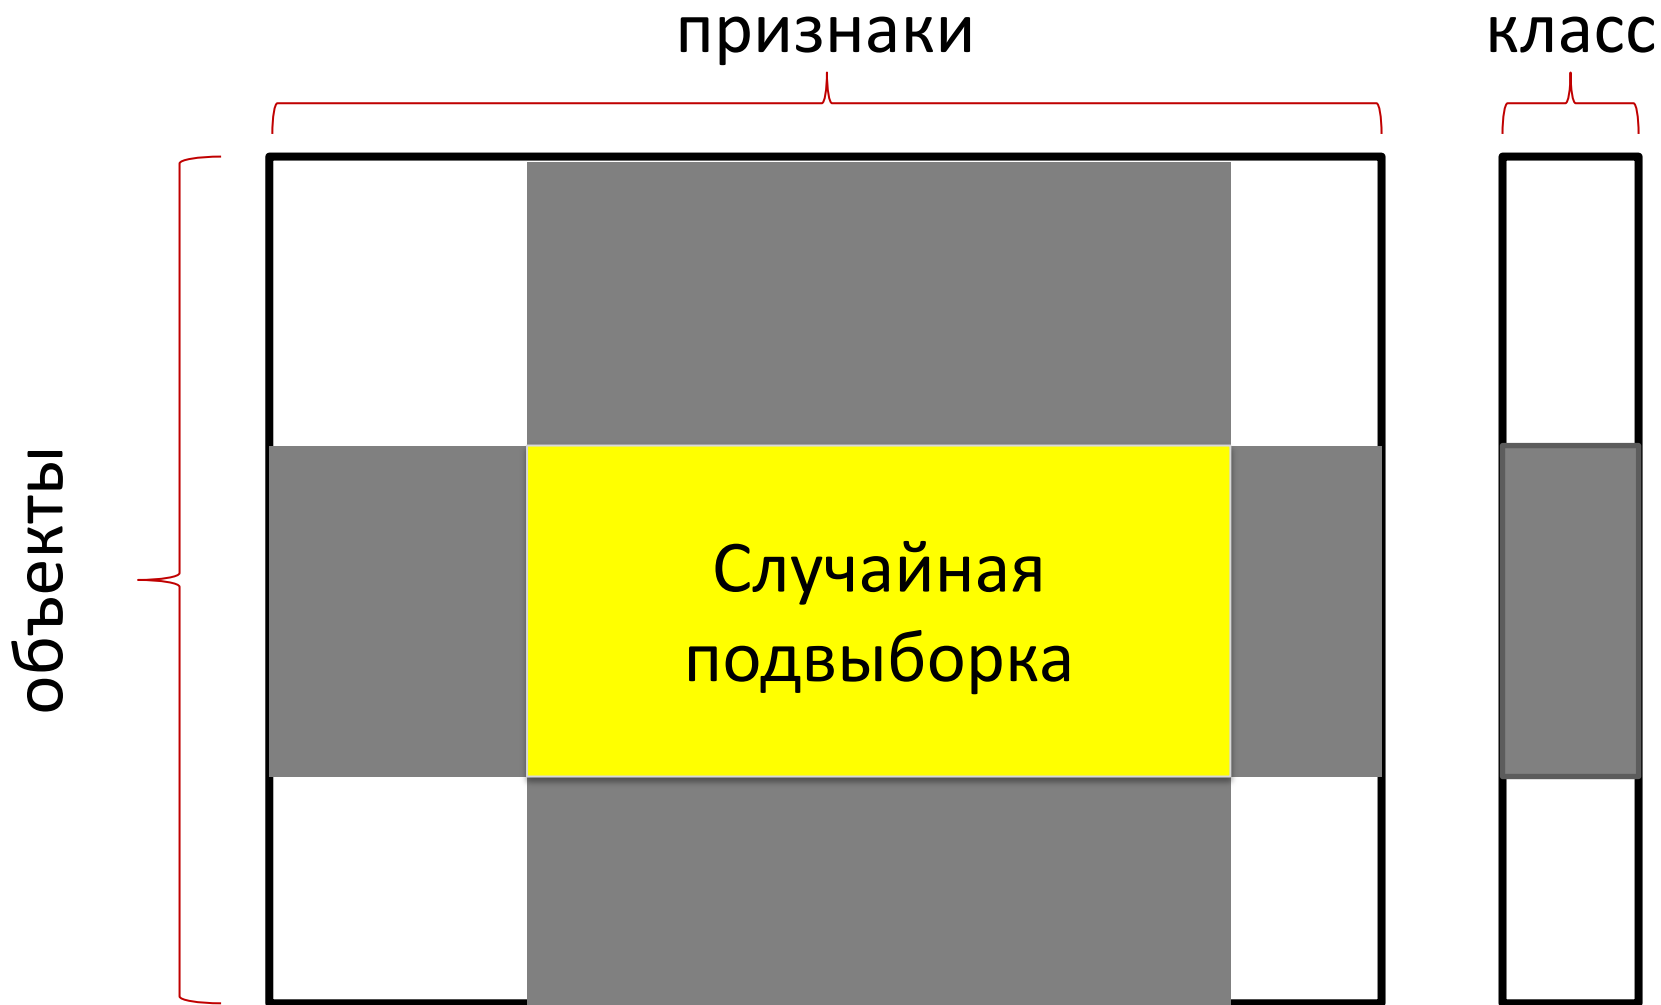 признаки
класс
объекты
Случайная
подвыборка